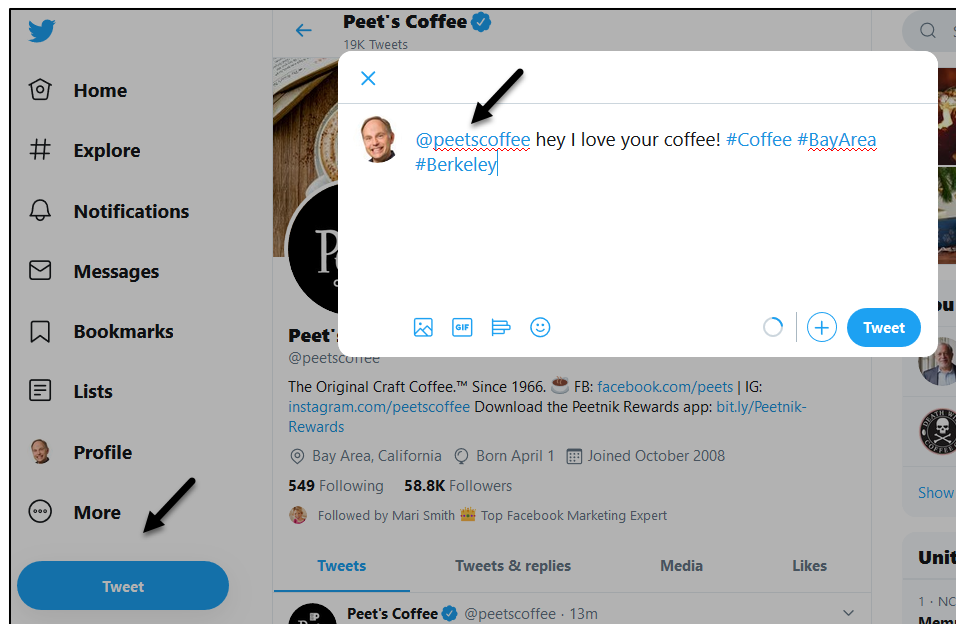 Peet's Coffee
19K Tweets
Home
Explore
Notifications
Messages
Bookmarks
Lists
Profile
More
Tweet
@peetscoffee hey I love your coffee! #Coffee #BayArea
#Berkeley
GIF
Tweet
@peetscoffee
The Original Craft Coffee.™ Since 1966. ☕ FB: facebook.com/peets | IG:
instagram.com/peetscoffee Download the Peetnik Rewards app: bit.ly/Peetnik-
Rewards
Bay Area, California Born April 1 Joined October 2008
549 Following 58.8K Followers
Followed by Mari Smith 👑 Top Facebook Marketing Expert
Tweets Tweets & replies Media Likes
Peet's Coffee @peetscoffee · 13m
Show
1 · NC